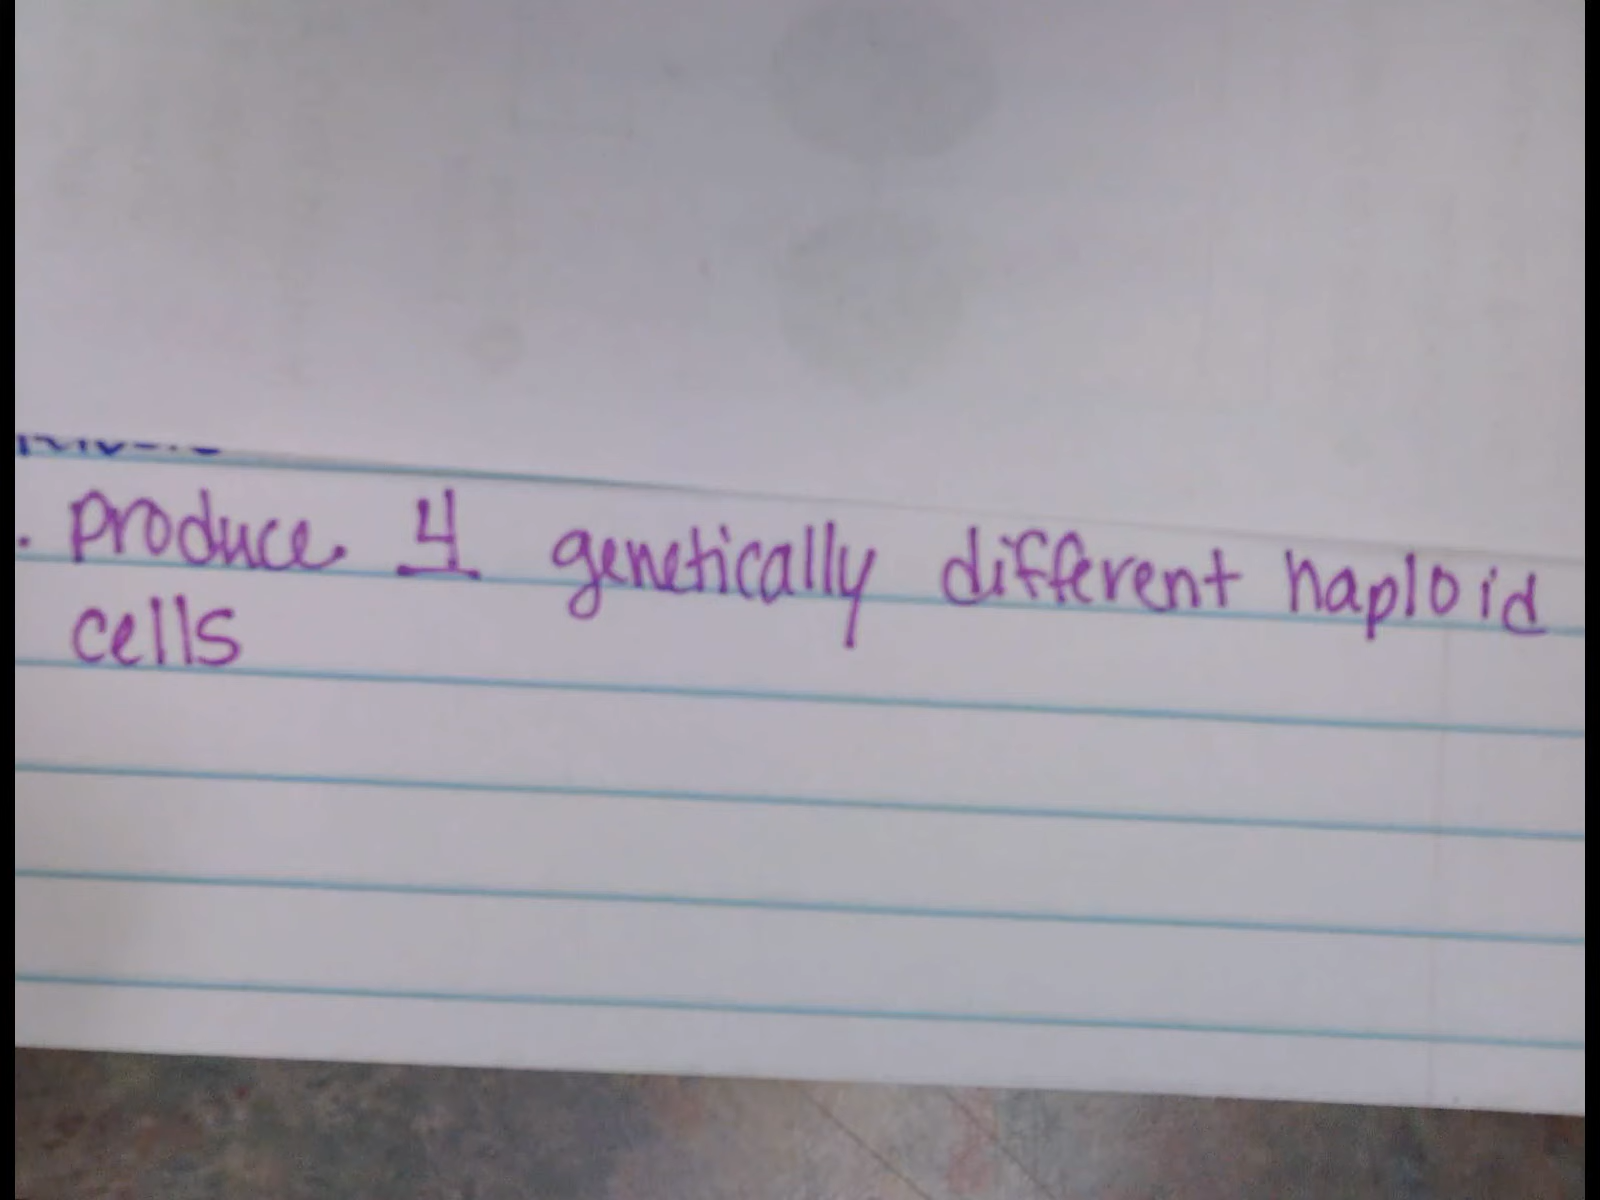 . produce 4 genetically different haploid
cells